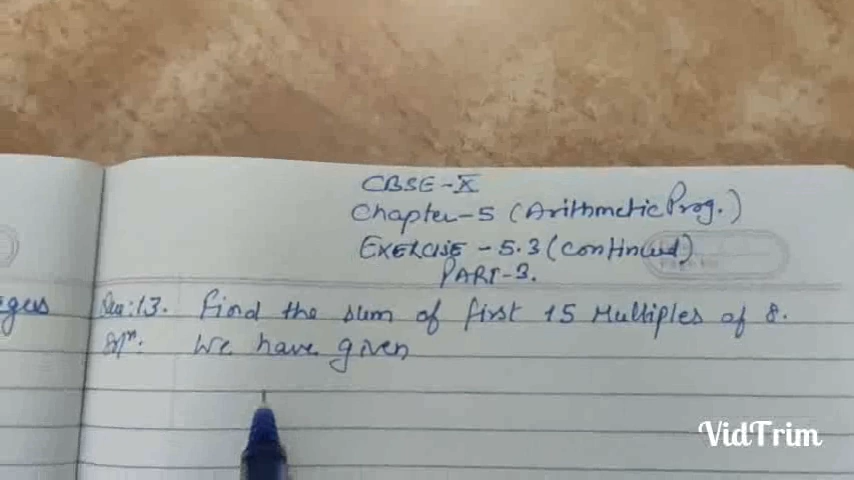 CBSE-X
Chapter-5 (Arithmetic Prog.)
EXERCISE - 5.3 (Continued)
PART-3.
Que:13. Find the sum of first 15 Multiples of 8.
Solⁿ: We have given
VidTrim